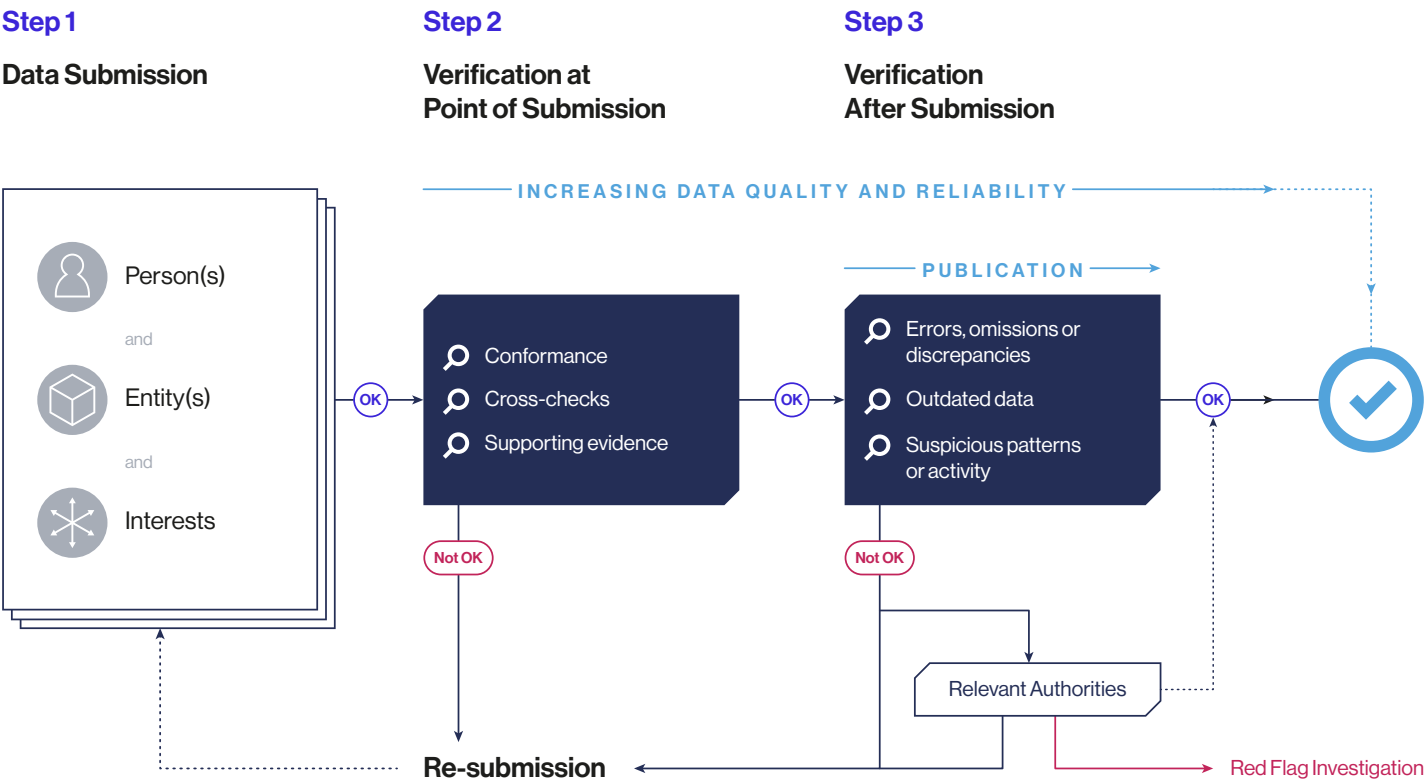 Step 1
Data Submission
Step 2
Verification at
Point of Submission
Step 3
Verification
After Submission
INCREASING DATA QUALITY AND RELIABILITY
PUBLICATION
Person(s)
and
Entity(s)
and
Interests
OK
Conformance
Cross-checks
Supporting evidence
OK
Errors, omissions or
discrepancies
Outdated data
Suspicious patterns
or activity
OK
Not OK
Not OK
Relevant Authorities
Re-submission
Red Flag Investigation